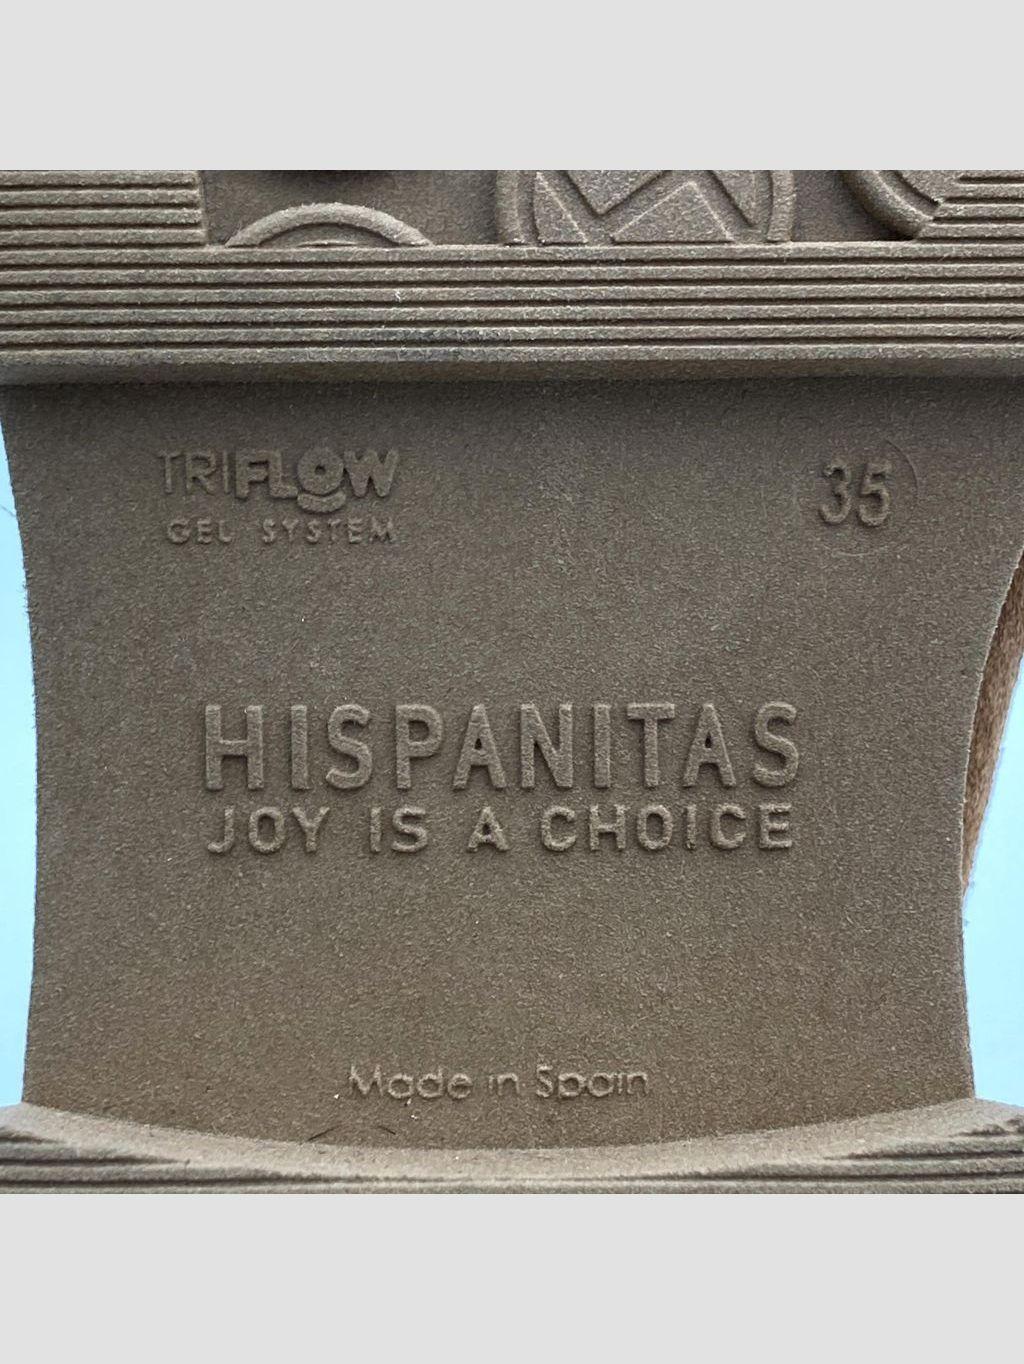 TRIFLOW
GEL SYSTEM
35
HISPANITAS
JOY IS A CHOICE
Made in Spain